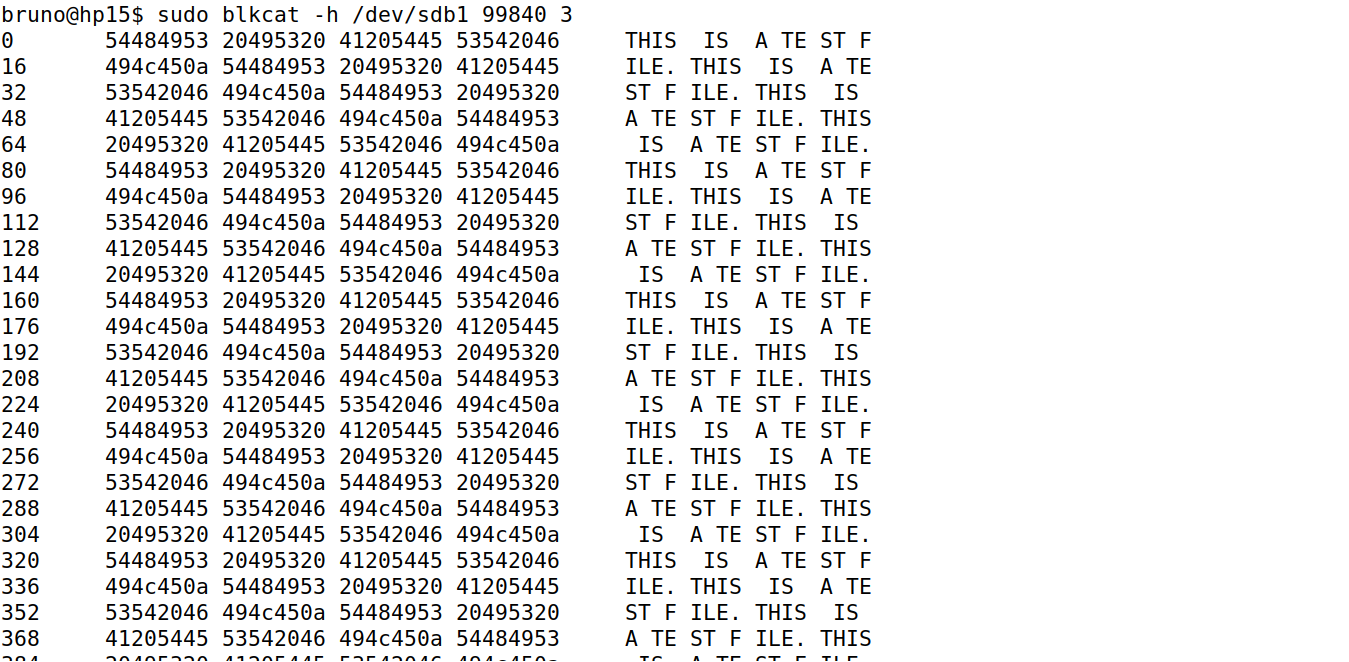 bruno@hp15$ sudo blkcat -h /dev/sdb1 99840 3
0       54484953 20495320 41205445 53542046     THIS  IS  A TE ST F
16      494c450a 54484953 20495320 41205445     ILE. THIS  IS  A TE
32      53542046 494c450a 54484953 20495320     ST F ILE. THIS  IS
48      41205445 53542046 494c450a 54484953     A TE ST F ILE. THIS
64      20495320 41205445 53542046 494c450a      IS  A TE ST F ILE.
80      54484953 20495320 41205445 53542046     THIS  IS  A TE ST F
96      494c450a 54484953 20495320 41205445     ILE. THIS  IS  A TE
112     53542046 494c450a 54484953 20495320     ST F ILE. THIS  IS
128     41205445 53542046 494c450a 54484953     A TE ST F ILE. THIS
144     20495320 41205445 53542046 494c450a      IS  A TE ST F ILE.
160     54484953 20495320 41205445 53542046     THIS  IS  A TE ST F
176     494c450a 54484953 20495320 41205445     ILE. THIS  IS  A TE
192     53542046 494c450a 54484953 20495320     ST F ILE. THIS  IS
208     41205445 53542046 494c450a 54484953     A TE ST F ILE. THIS
224     20495320 41205445 53542046 494c450a      IS  A TE ST F ILE.
240     54484953 20495320 41205445 53542046     THIS  IS  A TE ST F
256     494c450a 54484953 20495320 41205445     ILE. THIS  IS  A TE
272     53542046 494c450a 54484953 20495320     ST F ILE. THIS  IS
288     41205445 53542046 494c450a 54484953     A TE ST F ILE. THIS
304     20495320 41205445 53542046 494c450a      IS  A TE ST F ILE.
320     54484953 20495320 41205445 53542046     THIS  IS  A TE ST F
336     494c450a 54484953 20495320 41205445     ILE. THIS  IS  A TE
352     53542046 494c450a 54484953 20495320     ST F ILE. THIS  IS
368     41205445 53542046 494c450a 54484953     A TE ST F ILE. THIS